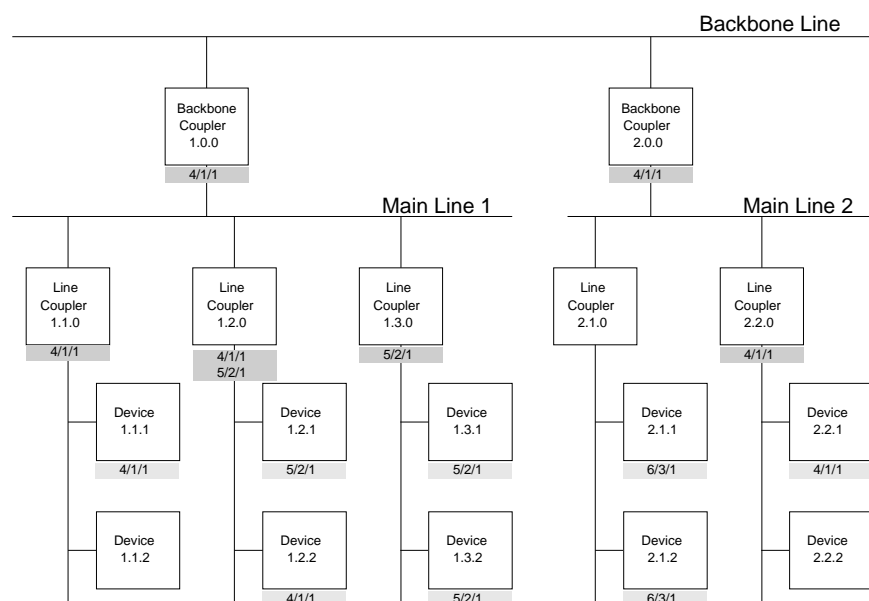 Backbone Line
Backbone
Coupler
1.0.0
4/1/1
Backbone
Coupler
2.0.0
4/1/1
Main Line 1
Main Line 2
Line
Coupler
1.1.0
4/1/1
Line
Coupler
1.2.0
4/1/1
5/2/1
Line
Coupler
1.3.0
5/2/1
Line
Coupler
2.1.0
Line
Coupler
2.2.0
4/1/1
Device
1.1.1
4/1/1
Device
1.2.1
5/2/1
Device
1.3.1
5/2/1
Device
2.1.1
6/3/1
Device
2.2.1
4/1/1
Device
1.1.2
Device
1.2.2
4/1/1
Device
1.3.2
5/2/1
Device
2.1.2
6/3/1
Device
2.2.2